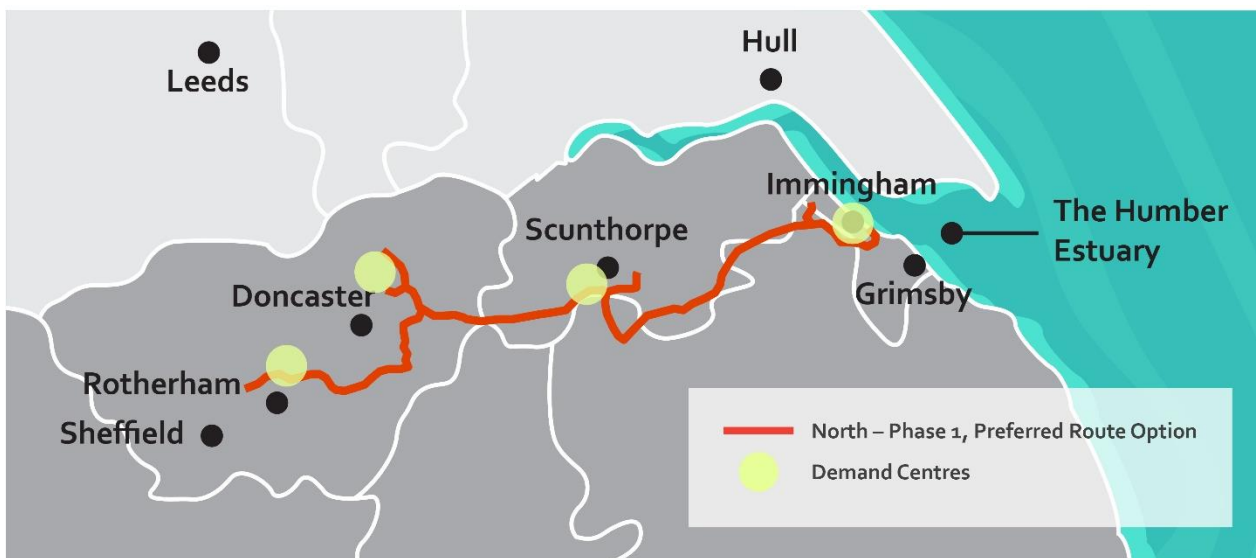 Hull
Leeds
Immingham
Scunthorpe
The Humber
Estuary
Doncaster
Grimsby
Rotherham
Sheffield
North – Phase 1, Preferred Route Option
Demand Centres